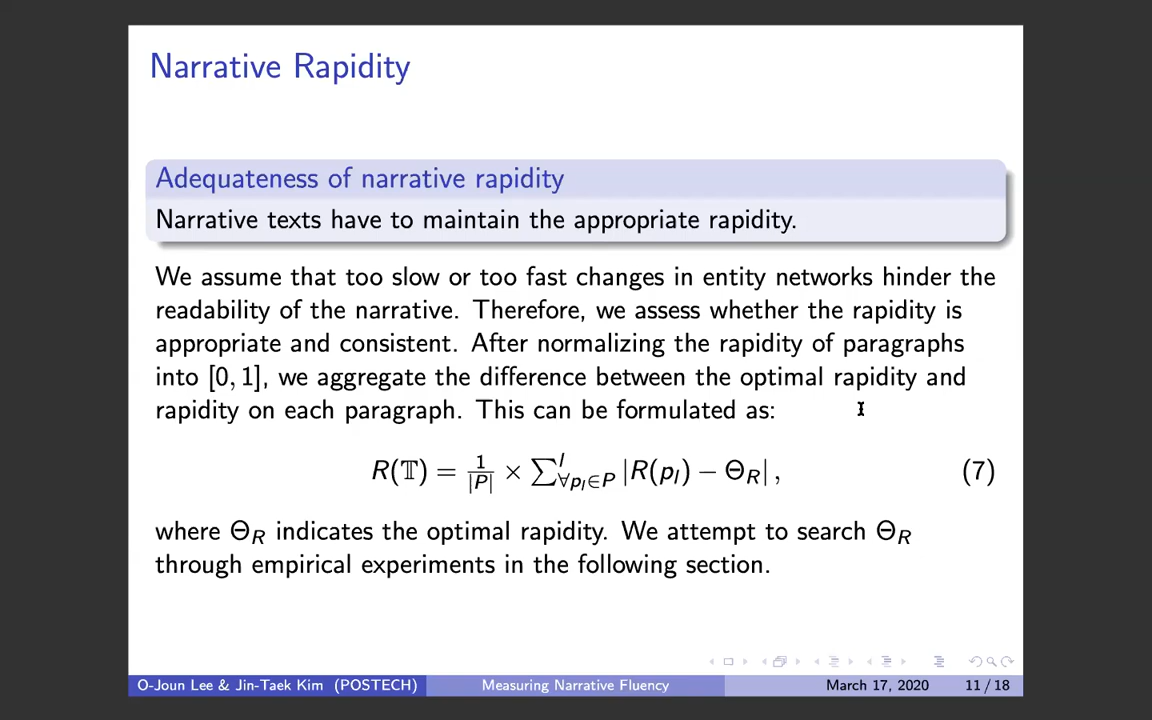 Narrative Rapidity
Adequateness of narrative rapidity
Narrative texts have to maintain the appropriate rapidity.
We assume that too slow or too fast changes in entity networks hinder the
readability of the narrative. Therefore, we assess whether the rapidity is
appropriate and consistent. After normalizing the rapidity of paragraphs
into [0, 1], we aggregate the difference between the optimal rapidity and
rapidity on each paragraph. This can be formulated as:
R(𝕋) = 1/|P| × ∑^l_{∀p_l∈P} |R(p_l) − Θ_R| , (7)
where Θ_R indicates the optimal rapidity. We attempt to search Θ_R
through empirical experiments in the following section.
O-Joun Lee & Jin-Taek Kim (POSTECH) Measuring Narrative Fluency March 17, 2020 11 / 18